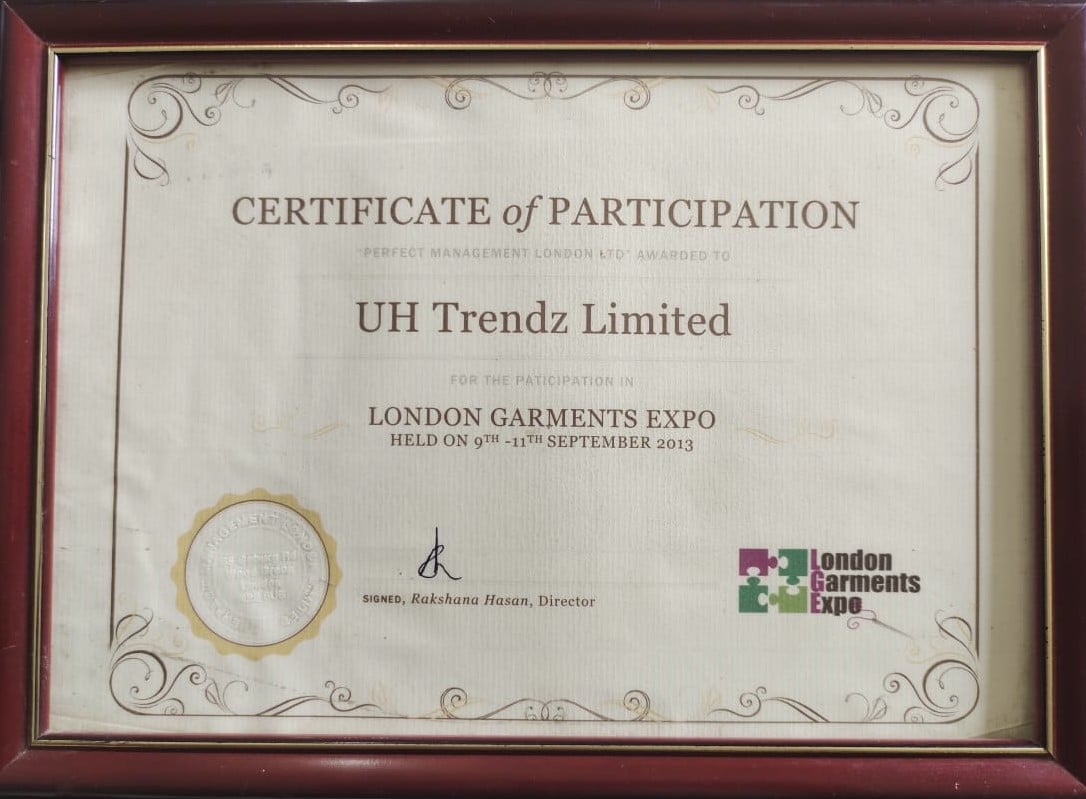 CERTIFICATE of PARTICIPATION
"PERFECT MANAGEMENT LONDON LTD" AWARDED TO
UH Trendz Limited
FOR THE PATICIPATION IN
LONDON GARMENTS EXPO
HELD ON 9TH -11TH SEPTEMBER 2013
SIGNED, Rakshana Hasan, Director
London
Garments
Expo